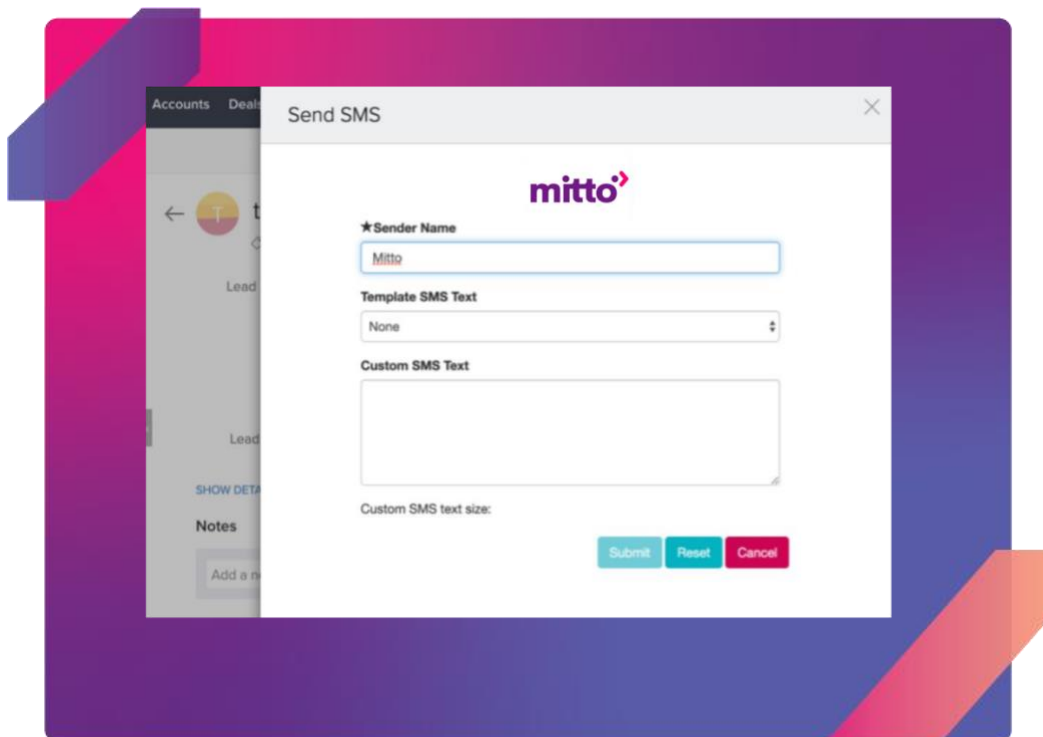 Accounts Deals
Send SMS
mitto
T
t
★Sender Name
Mitto
Lead
Template SMS Text
None
Custom SMS Text
Lead
SHOW DETA
Custom SMS text size:
Notes
Submit Reset Cancel
Add a n